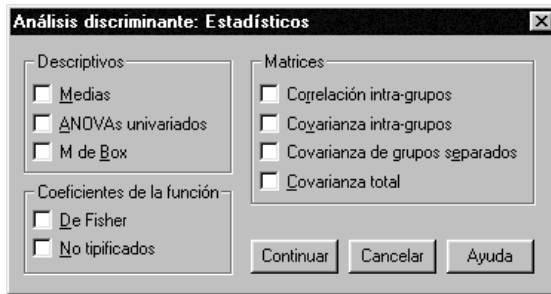 Análisis discriminante: Estadísticos
Descriptivos
Medias
ANOVAs univariados
M de Box
Coeficientes de la función
De Fisher
No tipificados
Matrices
Correlación intra-grupos
Covarianza intra-grupos
Covarianza de grupos separados
Covarianza total
Continuar
Cancelar
Ayuda